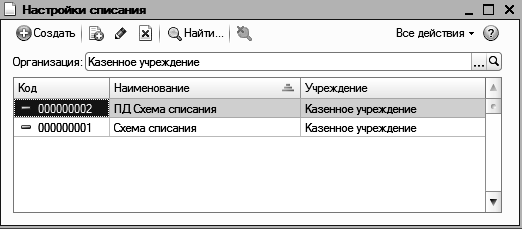 Настройки списания
Создать Найти... Все действия
Организация: Казенное учреждение ...
Код Наименование Учреждение
000000002 ПД Схема списания Казенное учреждение
000000001 Схема списания Казенное учреждение